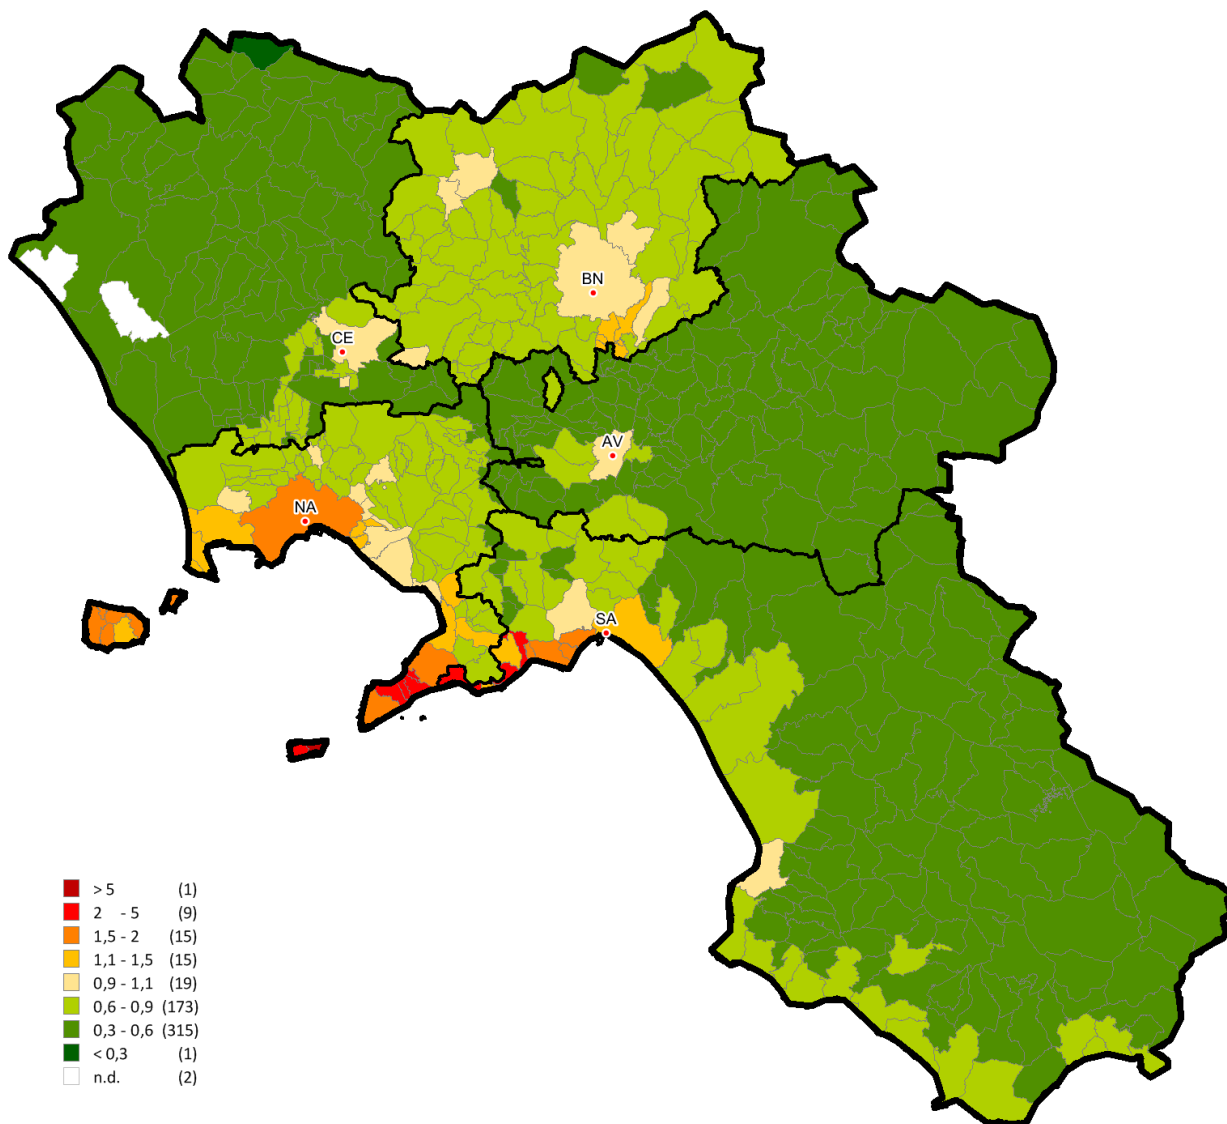 BN
CE
AV
NA
SA
> 5 (1)
2 - 5 (9)
1,5 - 2 (15)
1,1 - 1,5 (15)
0,9 - 1,1 (19)
0,6 - 0,9 (173)
0,3 - 0,6 (315)
< 0,3 (1)
n.d. (2)